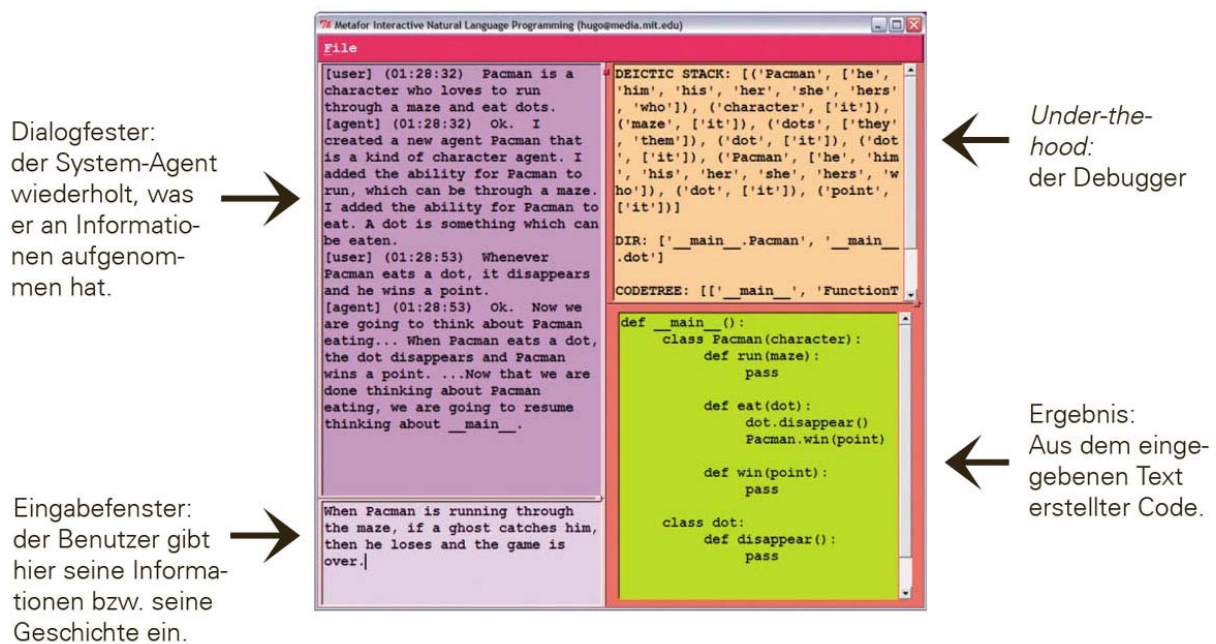 Metafor Interactive Natural Language Programming (hugo@media.mit.edu)
File
Dialogfester:
der System-Agent
wiederholt, was
er an Informatio-
nen aufgenom-
men hat.
[user] (01:28:32)  Pacman is a
character who loves to run
through a maze and eat dots.
[agent] (01:28:32)  Ok.  I
created a new agent Pacman that
is a kind of character agent. I
added the ability for Pacman to
run, which can be through a maze.
I added the ability for Pacman to
eat. A dot is something which can
be eaten.
[user] (01:28:53)  Whenever
Pacman eats a dot, it disappears
and he wins a point.
[agent] (01:28:53)  Ok.  Now we
are going to think about Pacman
eating... When Pacman eats a dot,
the dot disappears and Pacman
wins a point. ...Now that we are
done thinking about Pacman
eating, we are going to resume
thinking about __main__.
DEICTIC STACK: [('Pacman', ['he',
'him', 'his', 'her', 'she', 'hers'
, 'who']), ('character', ['it']),
('maze', ['it']), ('dots', ['they'
, 'them']), ('dot', ['it']), ('dot
', ['it']), ('Pacman', ['he', 'him
', 'his', 'her', 'she', 'hers', 'w
ho']), ('dot', ['it']), ('point',
['it'])]
DIR: ['__main__.Pacman', '__main__
.dot']
CODETREE: [['__main__', 'FunctionT
Under-the-
hood:
der Debugger
Eingabefenster:
der Benutzer gibt
hier seine Informa-
tionen bzw. seine
Geschichte ein.
When Pacman is running through
the maze, if a ghost catches him,
then he loses and the game is
over.
def __main__():
class Pacman(character):
def run(maze):
pass
def eat(dot):
dot.disappear()
Pacman.win(point)
def win(point):
pass
class dot:
def disappear():
pass
Ergebnis:
Aus dem einge-
gebenen Text
erstellter Code.